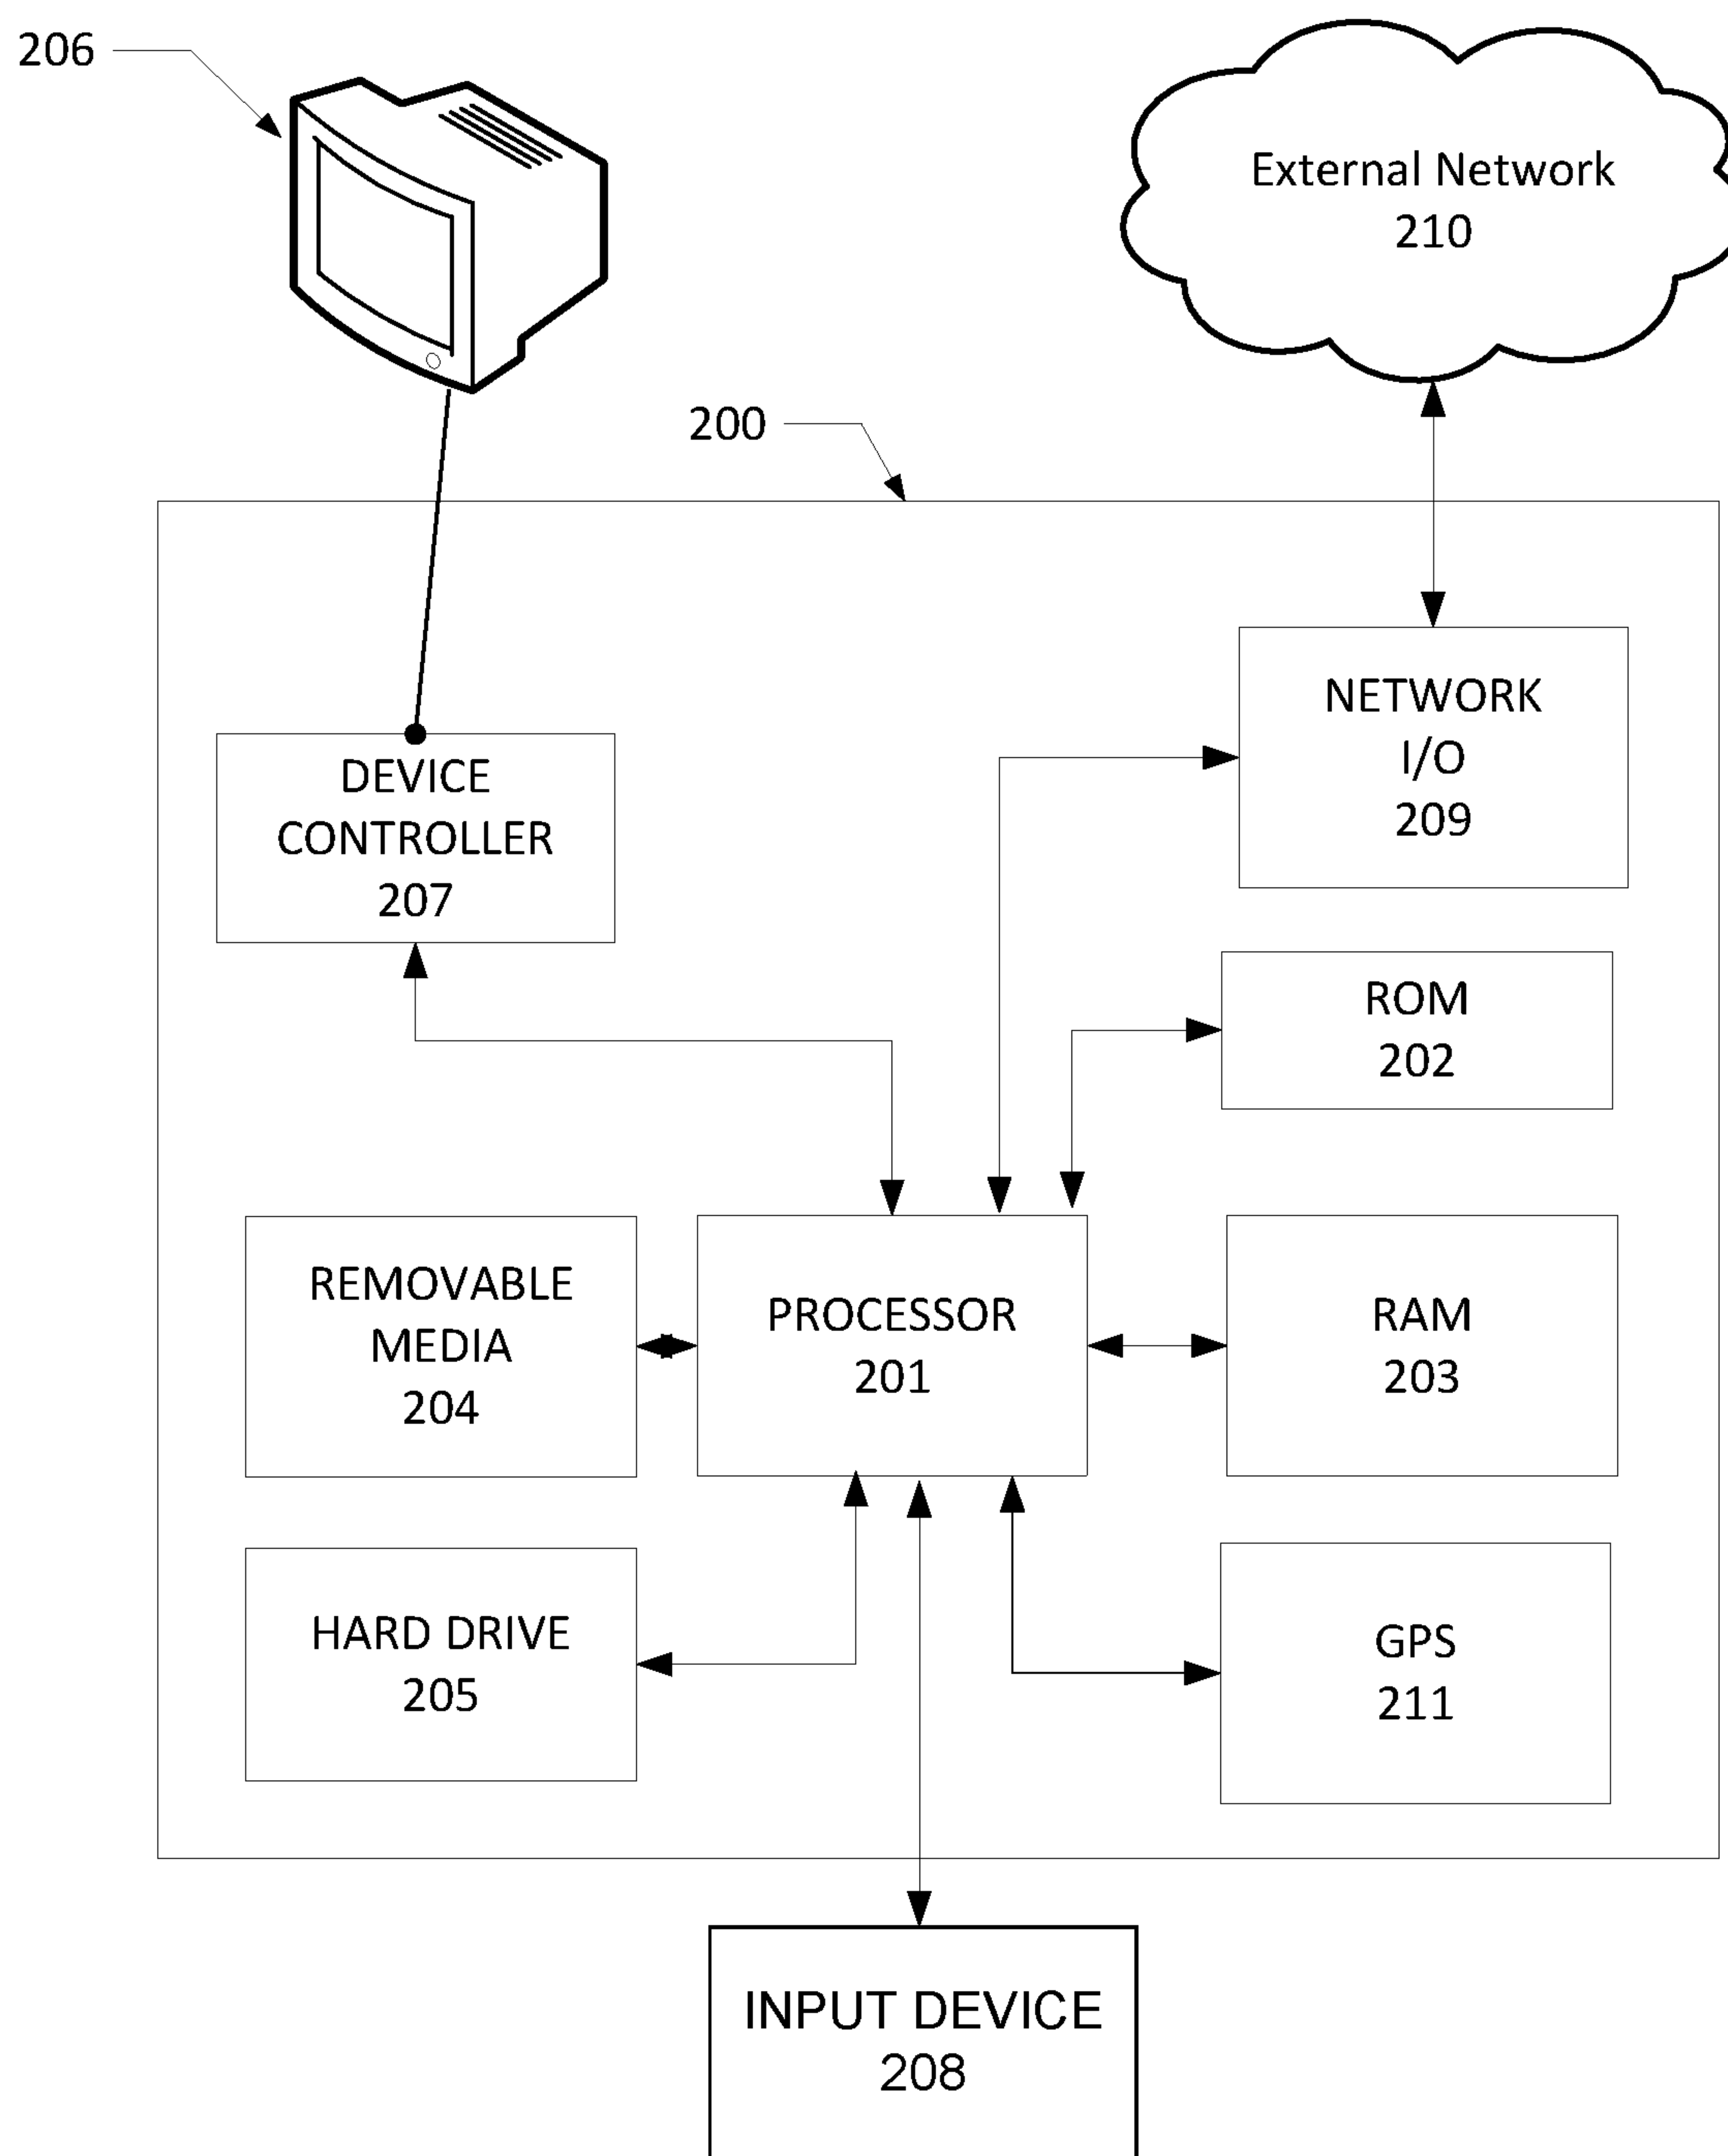 206
External Network
210
200
NETWORK
I/O
209
DEVICE
CONTROLLER
207
ROM
202
REMOVABLE
MEDIA
204
PROCESSOR
201
RAM
203
HARD DRIVE
205
GPS
211
INPUT DEVICE
208